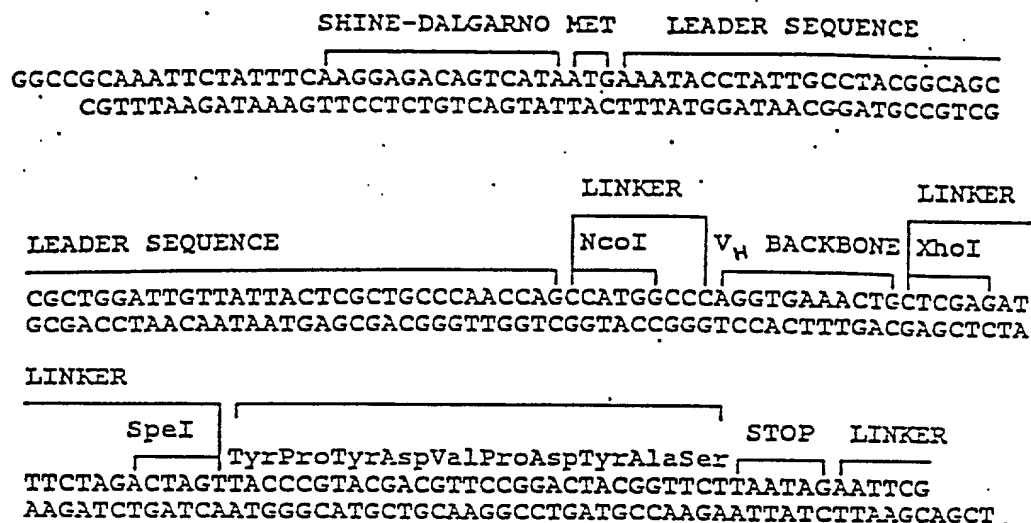 SHINE-DALGARNO MET LEADER SEQUENCE
GGCCGCAAATTCTATTTCAAGGAGACAGTCATAATGAAATACCTATTGCCTACGGCAGC
CGTTTAAGATAAAGTTCCTCTGTCAGTATTACTTTATGGATAACGGATGCCGTCG
LINKER LINKER
LEADER SEQUENCE NcoI VH BACKBONE XhoI
CGCTGGATTGTTATTACTCGCTGCCCAACCAGCCATGGCCCAGGTGAAACTGCTCGAGAT
GCGACCTAACAATAATGAGCGACGGGTTGGTCGGTACCGGGTCCACTTTGACGAGCTCTA
LINKER
SpeI STOP LINKER
TyrProTyrAspValProAspTyrAlaSer
TTCTAGACTAGTTACCCGTACGACGTTCCGGACTACGGTTCTTAATAGAATTCG
AAGATCTGATCAATGGGCATGCTGCAAGGCCTGATGCCAAGAATTATCTTAAGCAGCT